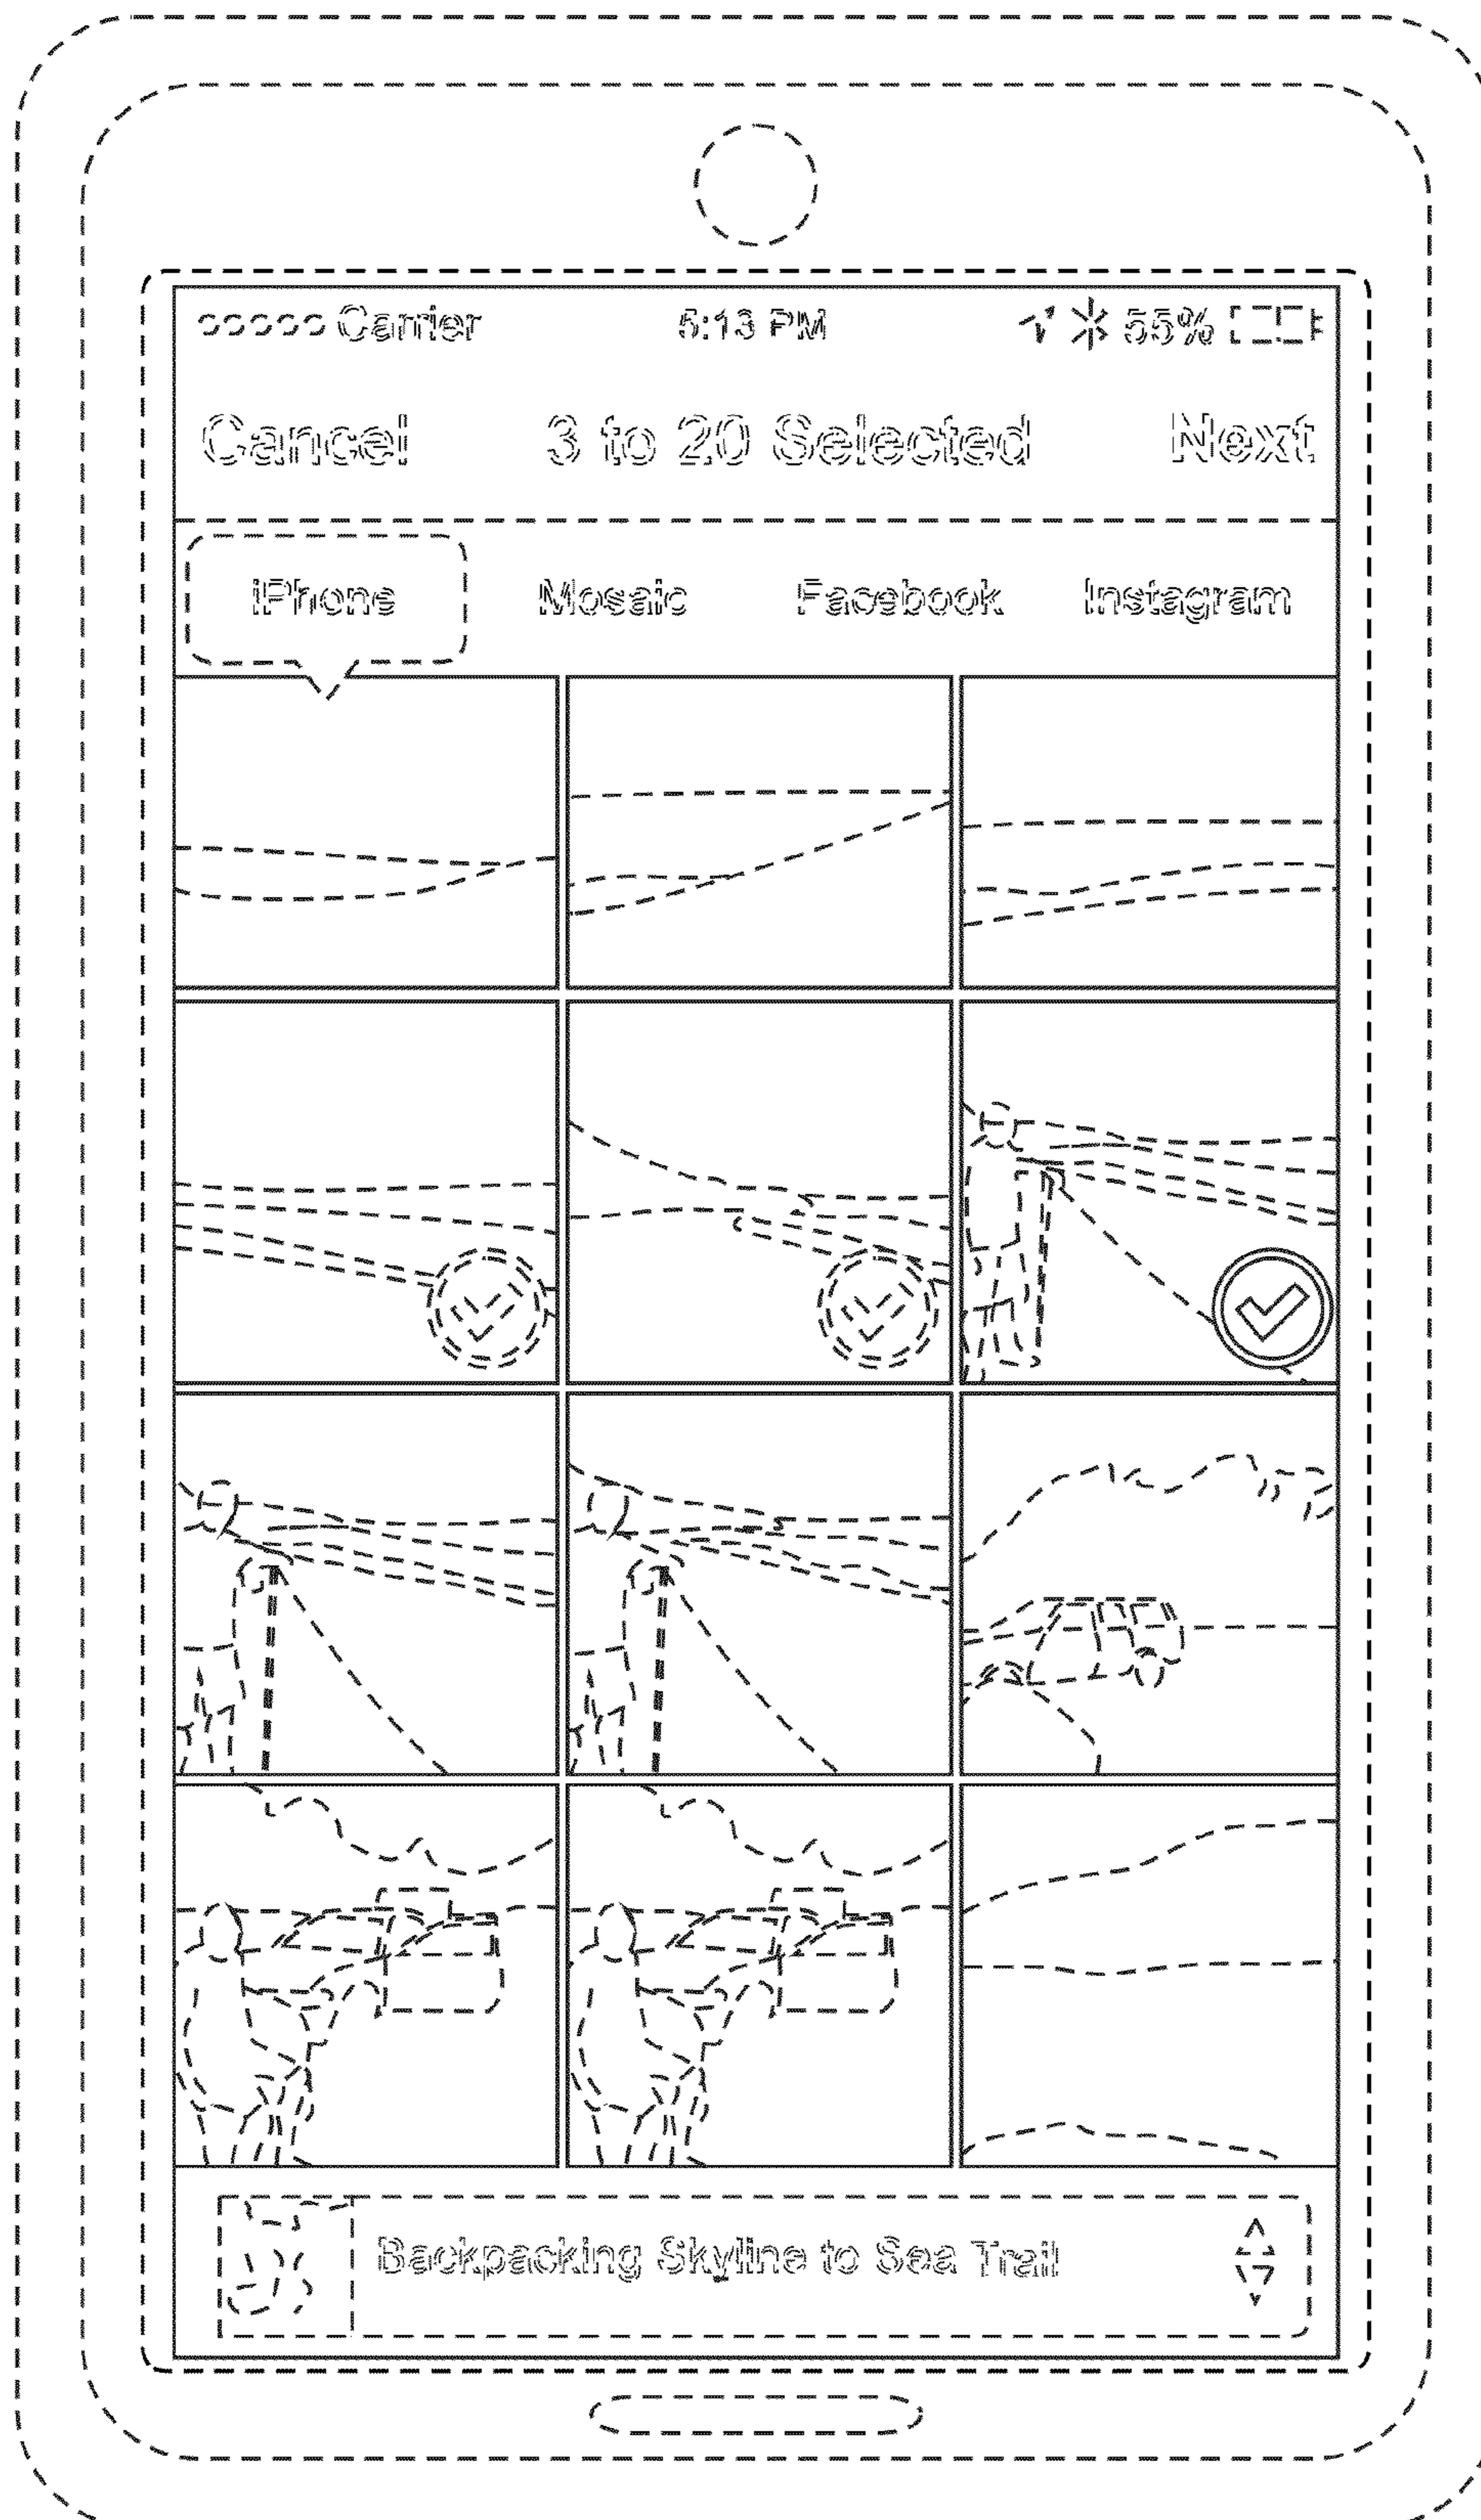 Carrier 5:13 PM 55%
Cancel 3 to 20 Selected Next
iPhone Mosaic Facebook Instagram
Backpacking Skyline to Sea Trail